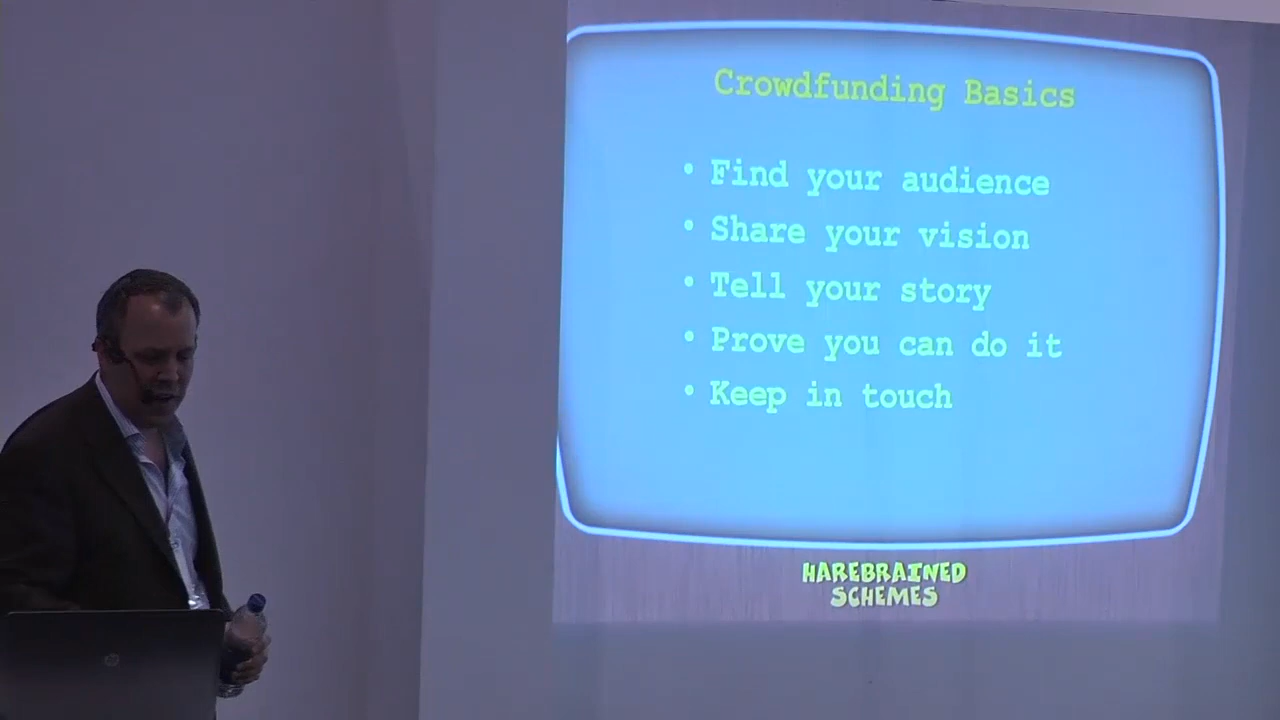 Crowdfunding Basics
• Find your audience
• Share your vision
• Tell your story
• Prove you can do it
• Keep in touch
HAREBRAINED
SCHEMES
hp